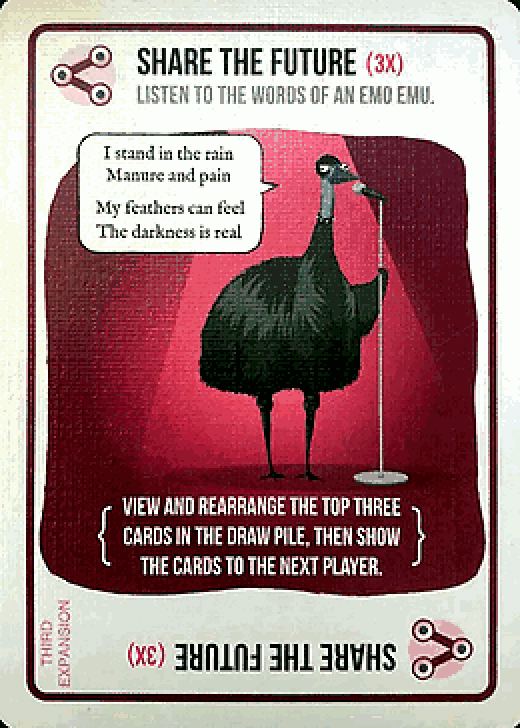 SHARE THE FUTURE (3X)
LISTEN TO THE WORDS OF AN EMO EMU.
I stand in the rain
Manure and pain
My feathers can feel
The darkness is real
VIEW AND REARRANGE THE TOP THREE
CARDS IN THE DRAW PILE, THEN SHOW
THE CARDS TO THE NEXT PLAYER.
THIRD
EXPANSION
SHARE THE FUTURE (3X)